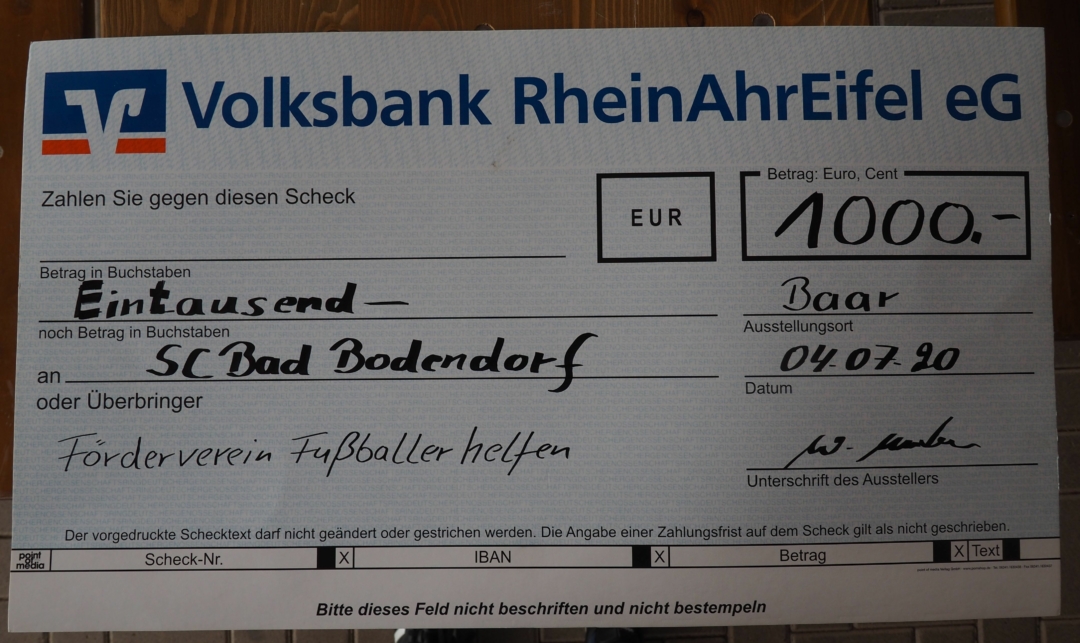 Volksbank RheinAhrEifel eG
Zahlen Sie gegen diesen Scheck
EUR
Betrag: Euro, Cent
1000.-
Betrag in Buchstaben
Eintausend —
Baar
noch Betrag in Buchstaben
Ausstellungsort
an SC Bad Bodendorf
04.07.20
oder Überbringer
Datum
Förderverein Fußballer helfen
Unterschrift des Ausstellers
Der vorgedruckte Schecktext darf nicht geändert oder gestrichen werden. Die Angabe einer Zahlungsfrist auf dem Scheck gilt als nicht geschrieben.
print of media
Scheck-Nr. X IBAN X Betrag X Text
Bitte dieses Feld nicht beschriften und nicht bestempeln